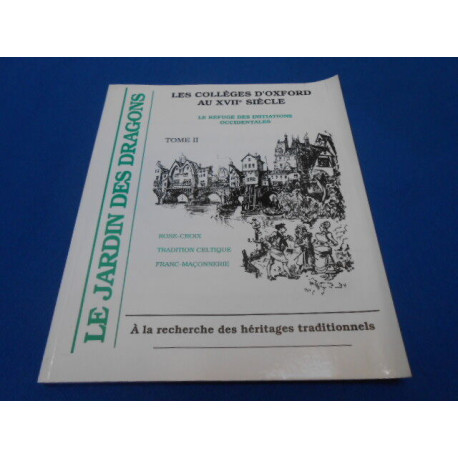 LE JARDIN DES DRAGONS
LES COLLÈGES D'OXFORD
AU XVIIe SIÈCLE
LE REFUGE DES INITIATIONS
OCCIDENTALES
TOME II
ROSE-CROIX
TRADITION CELTIQUE
FRANC-MAÇONNERIE
À la recherche des héritages traditionnels